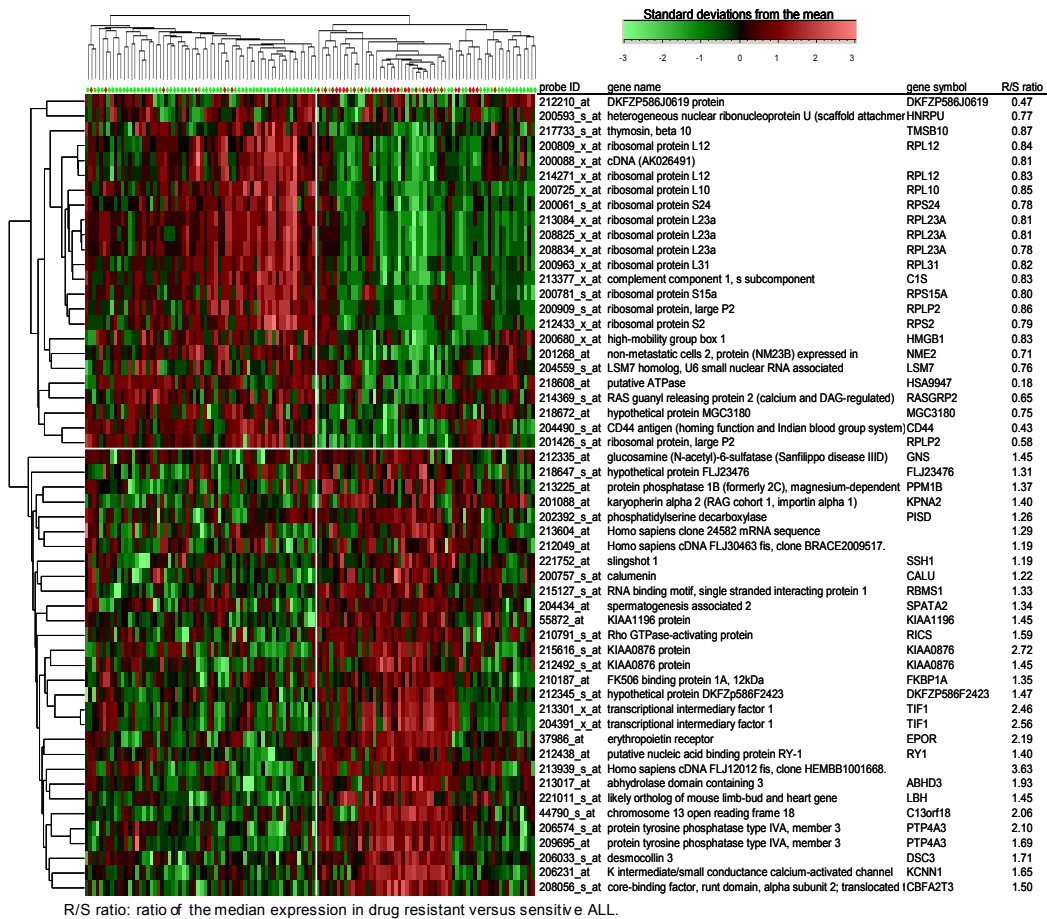 Standard deviations from the mean
-3 -2 -1 0 1 2 3
probe ID gene name gene symbol R/S ratio
212210_at DKFZP586J0619 protein DKFZP586J0619 0.47
200593_s_at heterogeneous nuclear ribonucleoprotein U (scaffold attachmer HNRPU 0.77
217733_s_at thymosin, beta 10 TMSB10 0.87
200809_x_at ribosomal protein L12 RPL12 0.84
200088_x_at cDNA (AK026491) 0.81
214271_x_at ribosomal protein L12 RPL12 0.83
200725_x_at ribosomal protein L10 RPL10 0.85
200061_s_at ribosomal protein S24 RPS24 0.78
213084_x_at ribosomal protein L23a RPL23A 0.81
208825_x_at ribosomal protein L23a RPL23A 0.81
208834_x_at ribosomal protein L23a RPL23A 0.78
200963_x_at ribosomal protein L31 RPL31 0.82
213377_x_at complement component 1, s subcomponent C1S 0.83
200781_s_at ribosomal protein S15a RPS15A 0.80
200909_s_at ribosomal protein, large P2 RPLP2 0.86
212433_x_at ribosomal protein S2 RPS2 0.79
200680_x_at high-mobility group box 1 HMGB1 0.83
201268_at non-metastatic cells 2, protein (NM23B) expressed in NME2 0.71
204559_s_at LSM7 homolog, U6 small nuclear RNA associated LSM7 0.76
218608_at putative ATPase HSA9947 0.18
214369_s_at RAS guanyl releasing protein 2 (calcium and DAG-regulated) RASGRP2 0.65
218672_at hypothetical protein MGC3180 MGC3180 0.75
204490_s_at CD44 antigen (homing function and Indian blood group system) CD44 0.43
201426_s_at ribosomal protein, large P2 RPLP2 0.58
212335_at glucosamine (N-acetyl)-6-sulfatase (Sanfilippo disease IIID) GNS 1.45
218647_s_at hypothetical protein FLJ23476 FLJ23476 1.31
213225_at protein phosphatase 1B (formerly 2C), magnesium-dependent PPM1B 1.37
201088_at karyopherin alpha 2 (RAG cohort 1, importin alpha 1) KPNA2 1.40
202392_s_at phosphatidylserine decarboxylase PISD 1.26
213604_at Homo sapiens clone 24582 mRNA sequence 1.29
212049_at Homo sapiens cDNA FLJ30463 fis, clone BRACE2009517. 1.19
221752_at slingshot 1 SSH1 1.19
200757_s_at calumenin CALU 1.22
215127_s_at RNA binding motif, single stranded interacting protein 1 RBMS1 1.33
204434_at spermatogenesis associated 2 SPATA2 1.34
55872_at KIAA1196 protein KIAA1196 1.45
210791_s_at Rho GTPase-activating protein RICS 1.59
215616_s_at KIAA0876 protein KIAA0876 2.72
212492_s_at KIAA0876 protein KIAA0876 1.45
210187_at FK506 binding protein 1A, 12kDa FKBP1A 1.35
212345_s_at hypothetical protein DKFZp586F2423 DKFZP586F2423 1.47
213301_x_at transcriptional intermediary factor 1 TIF1 2.46
204391_x_at transcriptional intermediary factor 1 TIF1 2.56
37986_at erythropoietin receptor EPOR 2.19
212438_at putative nucleic acid binding protein RY-1 RY1 1.40
213939_s_at Homo sapiens cDNA FLJ12012 fis, clone HEMBB1001668. 3.63
213017_at abhydrolase domain containing 3 ABHD3 1.93
221011_s_at likely ortholog of mouse limb-bud and heart gene LBH 1.45
44790_s_at chromosome 13 open reading frame 18 C13orf18 2.06
206574_s_at protein tyrosine phosphatase type IVA, member 3 PTP4A3 2.10
209695_at protein tyrosine phosphatase type IVA, member 3 PTP4A3 1.69
206033_s_at desmocollin 3 DSC3 1.71
206231_at K intermediate/small conductance calcium-activated channel KCNN1 1.65
208056_s_at core-binding factor, runt domain, alpha subunit 2; translocated t CBFA2T3 1.50
R/S ratio: ratio of the median expression in drug resistant versus sensitive ALL.